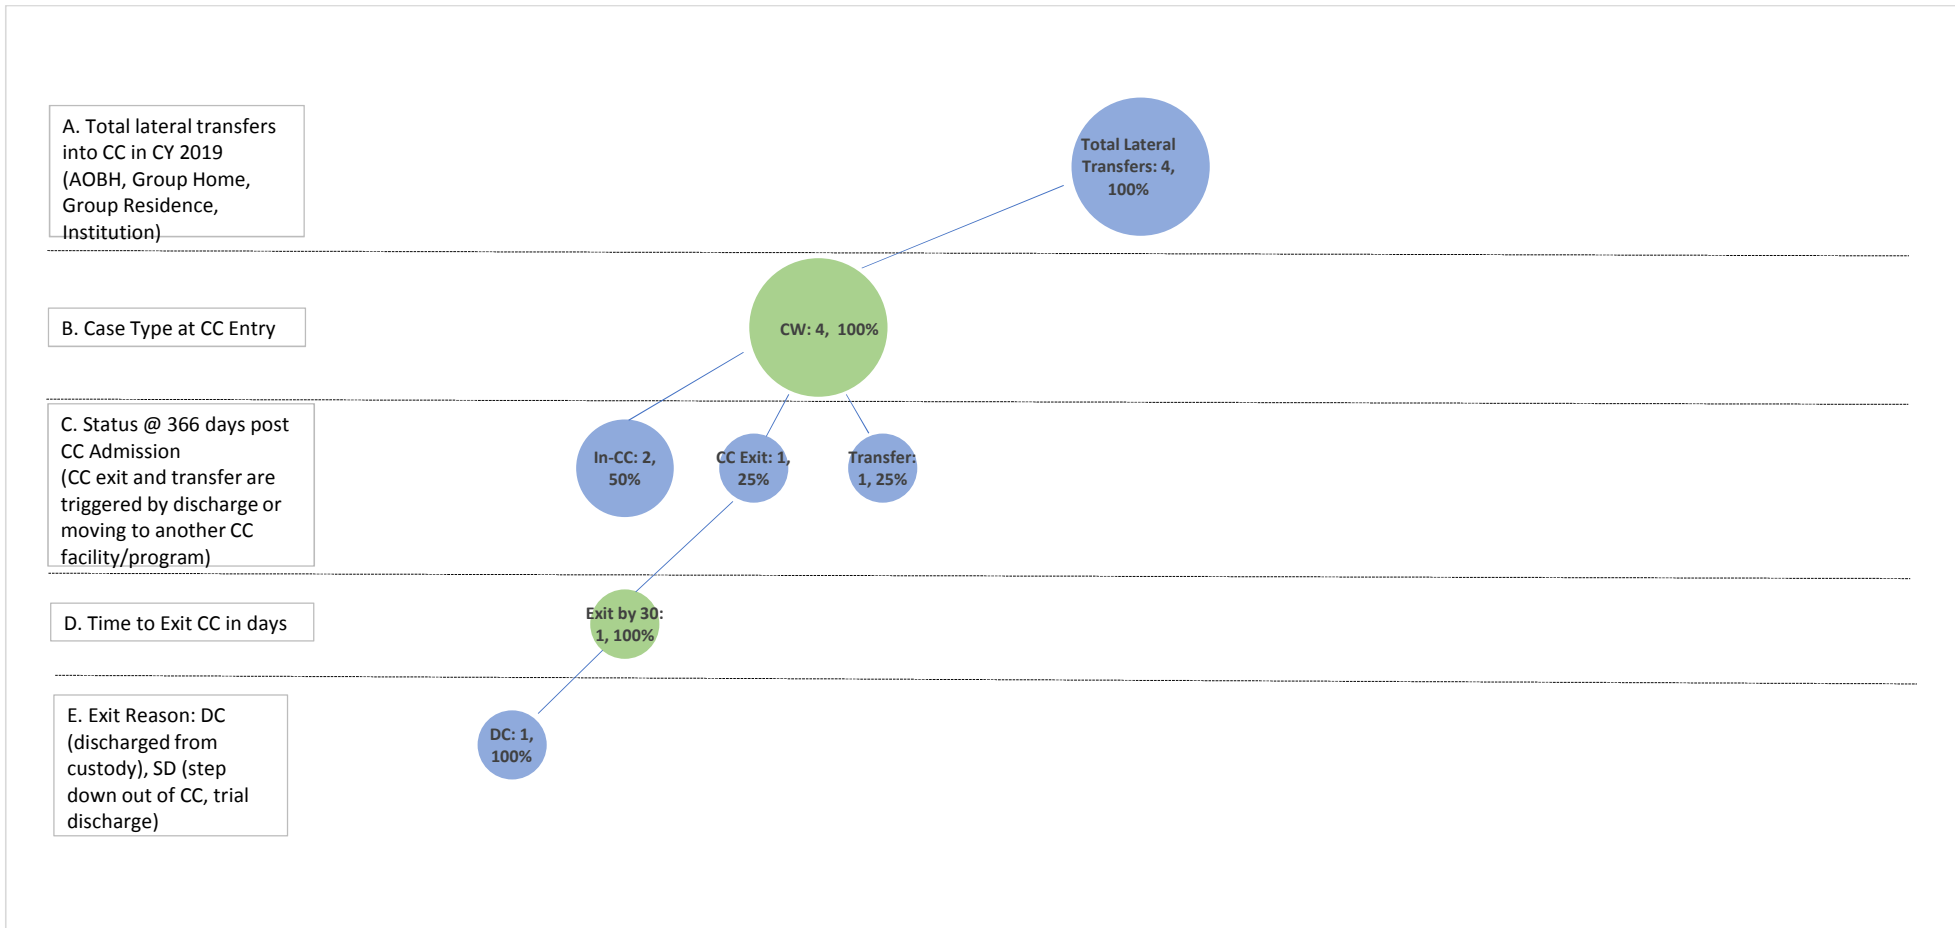 A. Total lateral transfers
into CC in CY 2019
(AOBH, Group Home,
Group Residence,
Institution)
Total Lateral
Transfers: 4,
100%
B. Case Type at CC Entry
CW: 4, 100%
C. Status @ 366 days post
CC Admission
(CC exit and transfer are
triggered by discharge or
moving to another CC
facility/program)
In-CC: 2,
50%
CC Exit: 1,
25%
Transfer:
1, 25%
D. Time to Exit CC in days
Exit by 30:
1, 100%
E. Exit Reason: DC
(discharged from
custody), SD (step
down out of CC, trial
discharge)
DC: 1,
100%